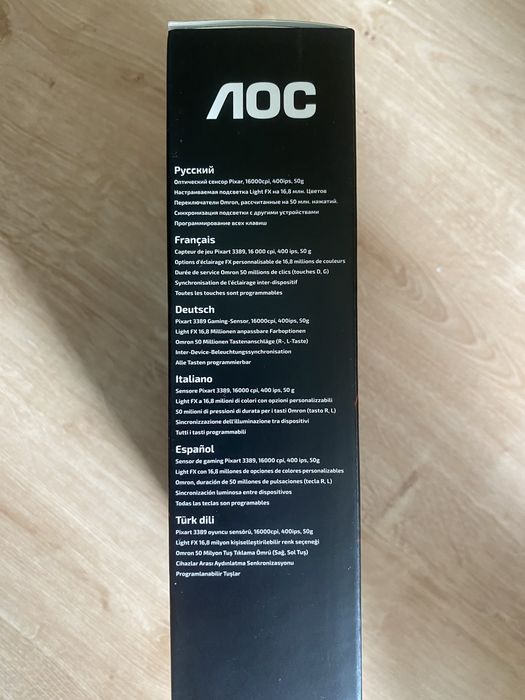 AOC
Русский
Оптический сенсор Pixar, 16000cpi, 400ips, 50g
Настраиваемая подсветка Light FX на 16,8 млн. Цветов
Переключатели Omron, рассчитанные на 50 млн. нажатий.
Синхронизация подсветки с другими устройствами
Программирование всех клавиш
Français
Capteur de jeu Pixart 3389, 16 000 cpi, 400 ips, 50 g
Options d'éclairage FX personnalisable de 16,8 millions de couleurs
Durée de service Omron 50 millions de clics (touches D, G)
Synchronisation de l'éclairage inter-dispositif
Toutes les touches sont programmables
Deutsch
Pixart 3389 Gaming-Sensor, 16000cpi, 400ips, 50g
Light FX 16,8 Millionen anpassbare Farboptionen
Omron 50 Millionen Tastenanschläge (R-, L-Taste)
Inter-Device-Beleuchtungssynchronisation
Alle Tasten programmierbar
Italiano
Sensore Pixart 3389, 16000 cpi, 400 ips, 50 g
Light FX a 16,8 milioni di colori con opzioni personalizzabili
50 milioni di pressioni di durata per i tasti Omron (tasto R, L)
Sincronizzazione dell'illuminazione tra dispositivi
Tutti i tasti programmabili
Español
Sensor de gaming Pixart 3389, 16000 cpi, 400 ips, 50g
Light FX con 16,8 millones de opciones de colores personalizables
Omron, duración de 50 millones de pulsaciones (tecla R, L)
Sincronización luminosa entre dispositivos
Todas las teclas son programables
Türk dili
Pixart 3389 oyuncu sensörü, 16000cpi, 400ips, 50g
Light FX 16,8 milyon kişiselleştirilebilir renk seçeneği
Omron 50 Milyon Tuş Tıklama Ömrü (Sağ, Sol Tuş)
Cihazlar Arası Aydınlatma Senkronizasyonu
Programlanabilir Tuşlar